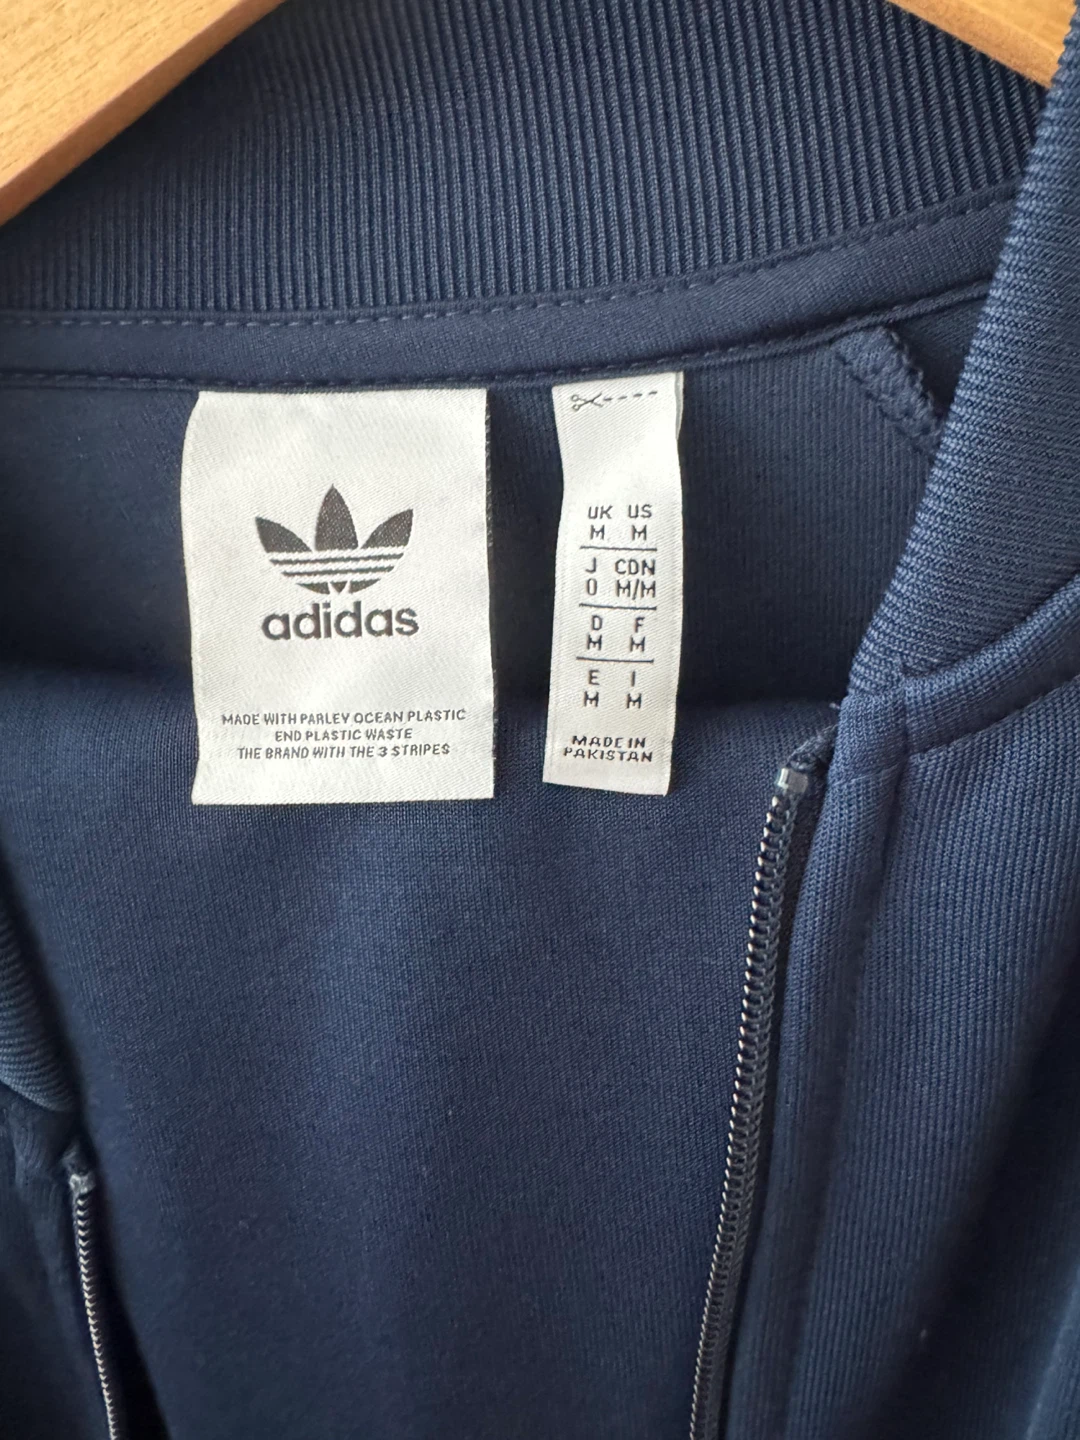 adidas
MADE WITH PARLEY OCEAN PLASTIC
END PLASTIC WASTE
THE BRAND WITH THE 3 STRIPES
UK US
M M
J CDN
O M/M
D F
M M
E I
M M
MADE IN
PAKISTAN